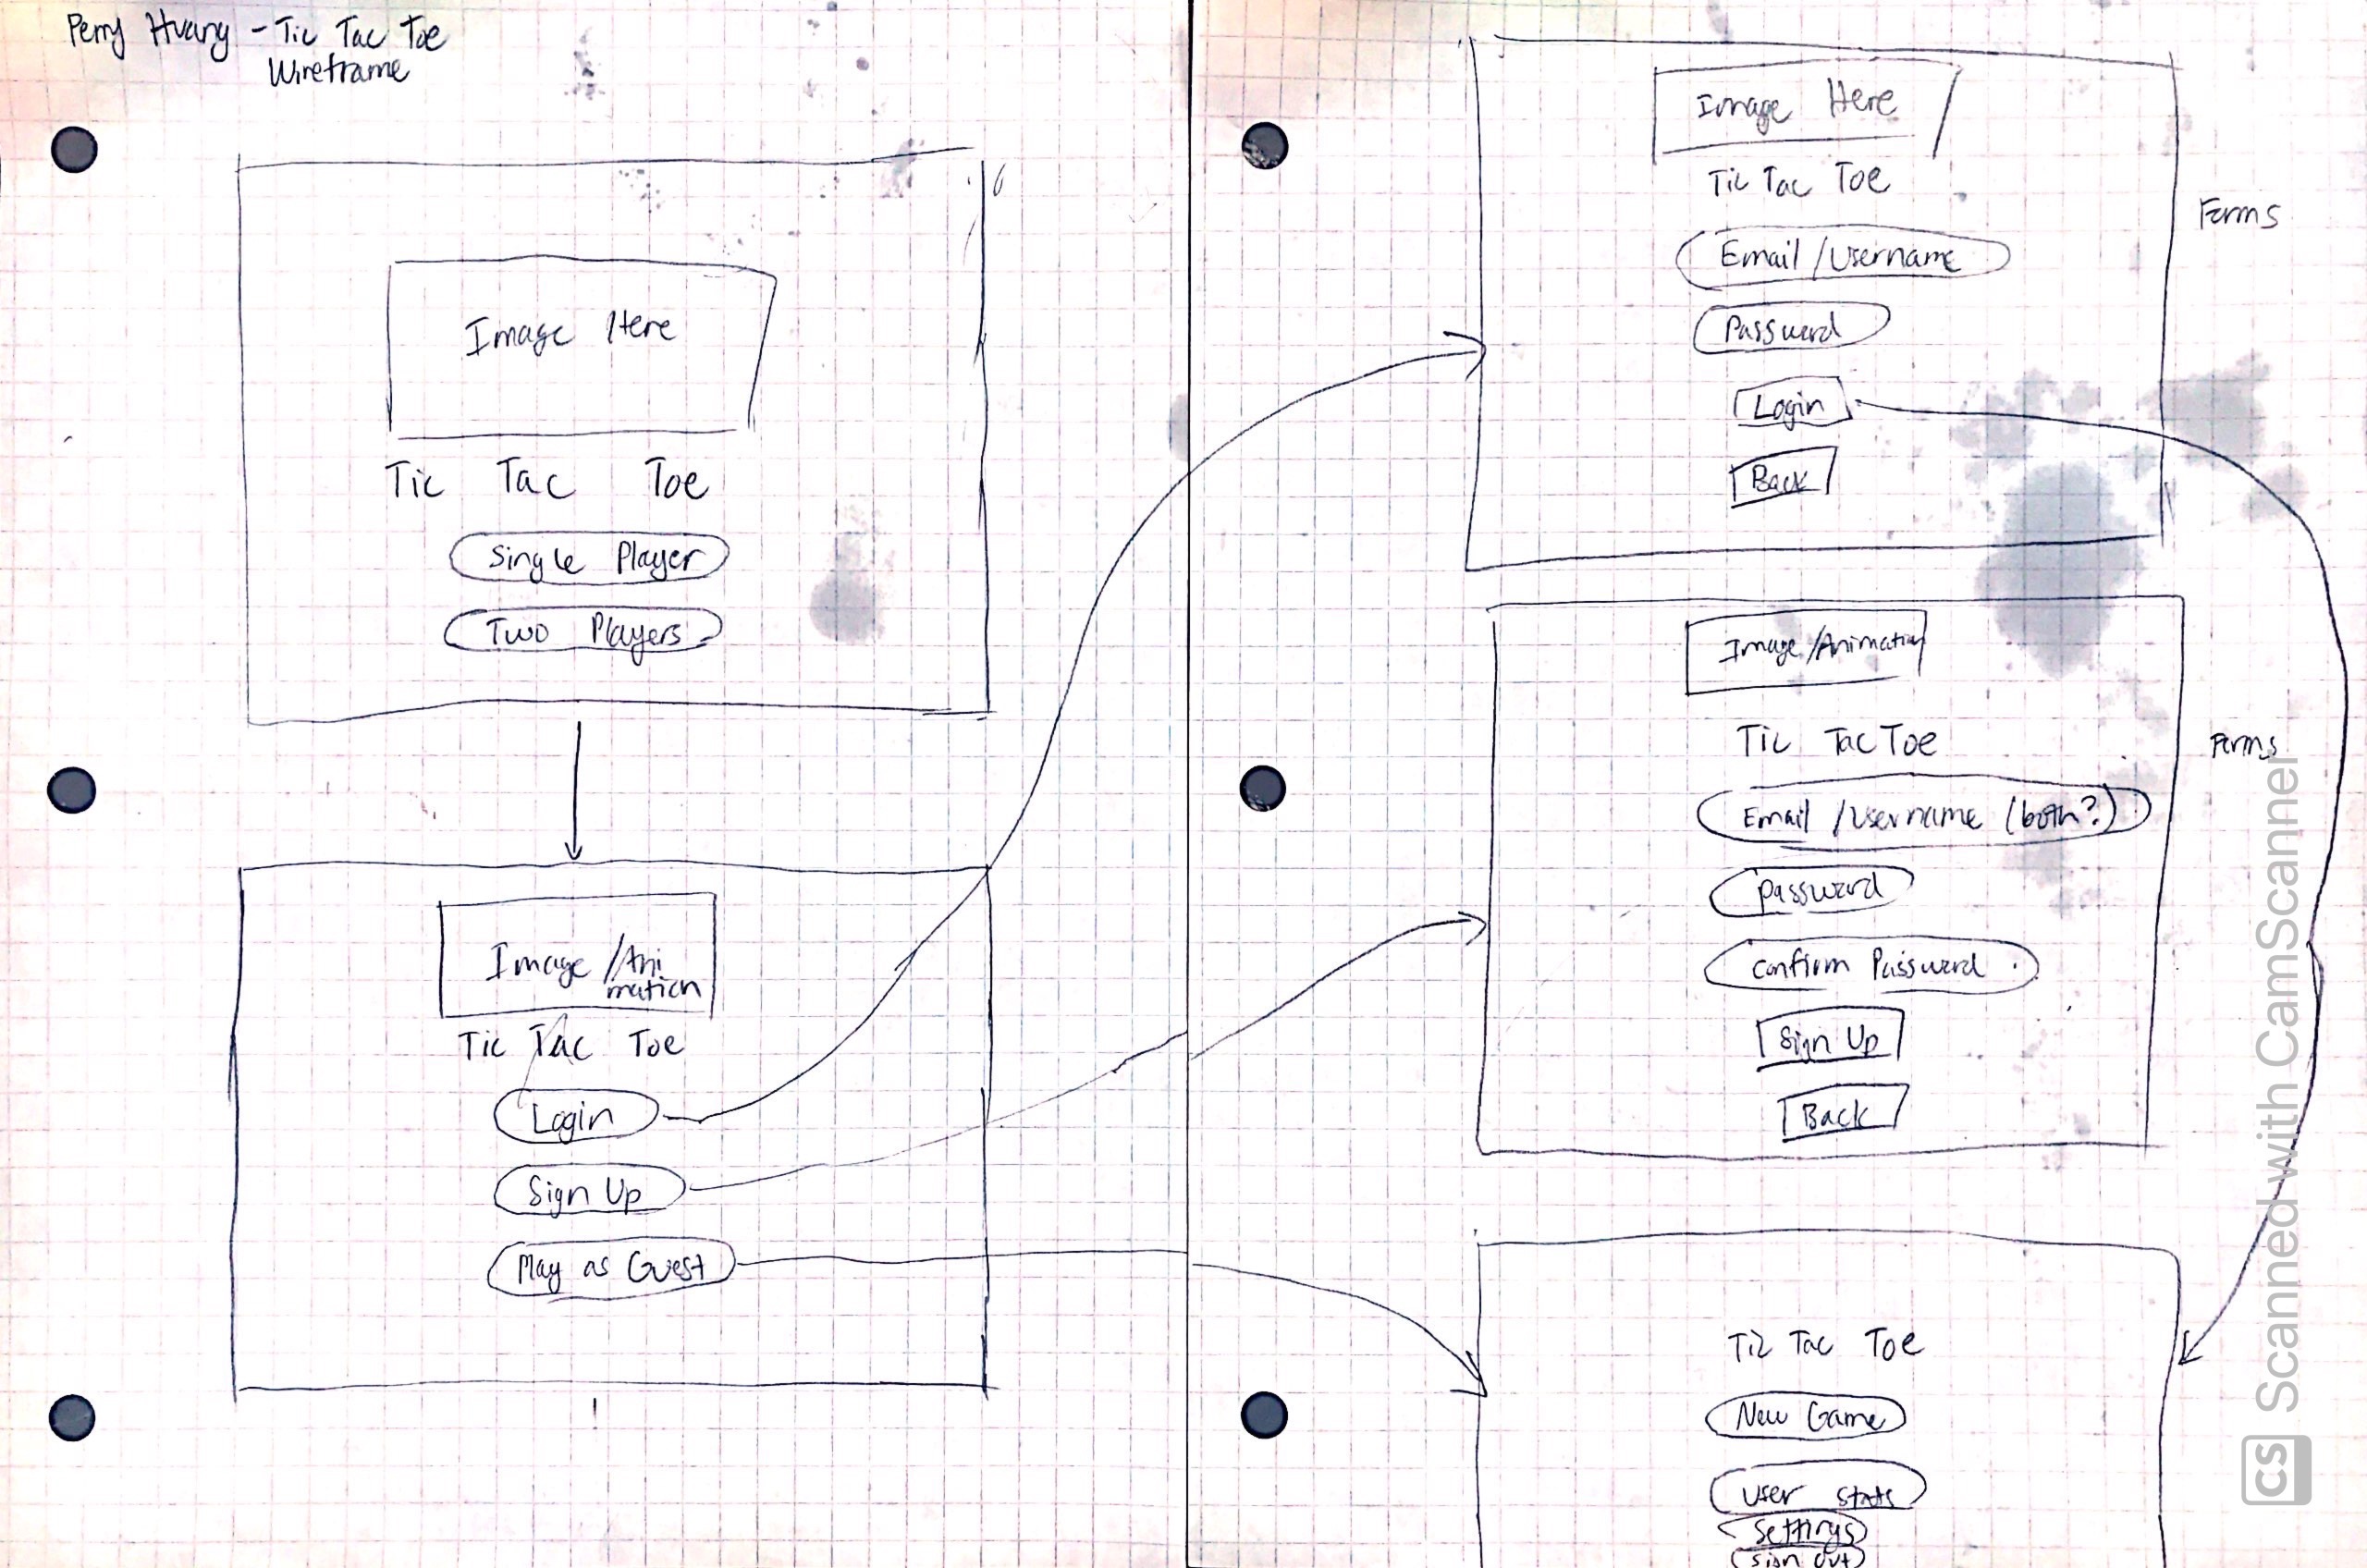 Perry Huang - Tic Tac Toe
Wireframe
Image Here
Tic Tac Toe
Single Player
Two Players
Image /Ani
mation
Tic Tac Toe
Login
Sign Up
Play as Guest
Image Here
Tic Tac Toe
Email /Username
Password
Login
Back
Forms
Image /Animation
Tic Tac Toe
Email /Username (both?)
password
Confirm Password
Sign Up
Back
Forms
Tic Tac Toe
New Game
User stats
Settings
Sign out
CS Scanned with CamScanner